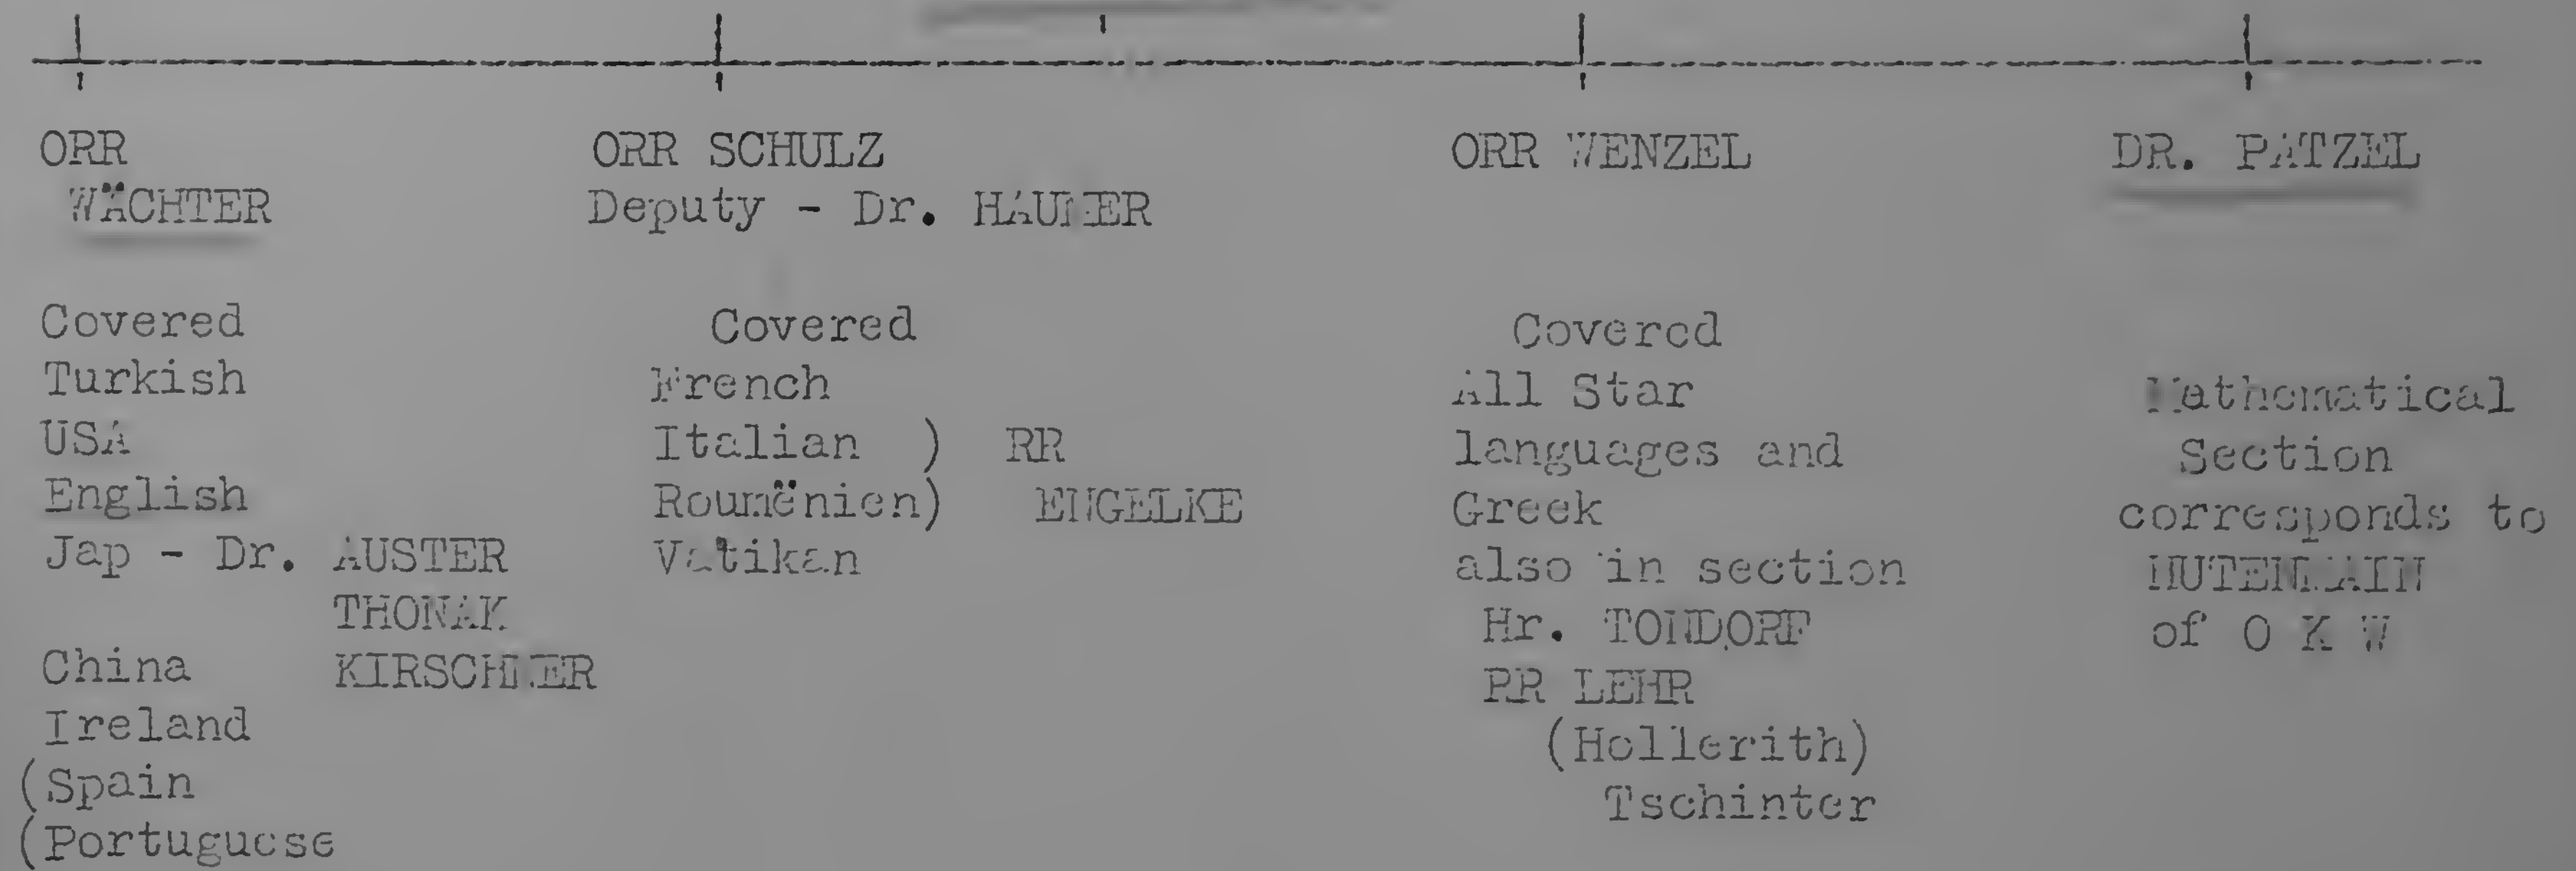 ORR
WÄCHTER
Covered
Turkish
USA
English
Jap - Dr. AUSTER
THONAK
China KIRSCHNER
Ireland
(Spain
(Portuguese
ORR SCHULZ
Deputy - Dr. HAUMER
Covered
French
Italian ) RR
Roumënien) ENGELKE
Vatikan
ORR WENZEL
Covered
All Star
languages and
Greek
also in section
Hr. TONDORF
RR LEHR
(Hollerith)
Tschinter
DR. PATZEL
Mathematical
Section
corresponds to
HUTENHAIN
of O K W